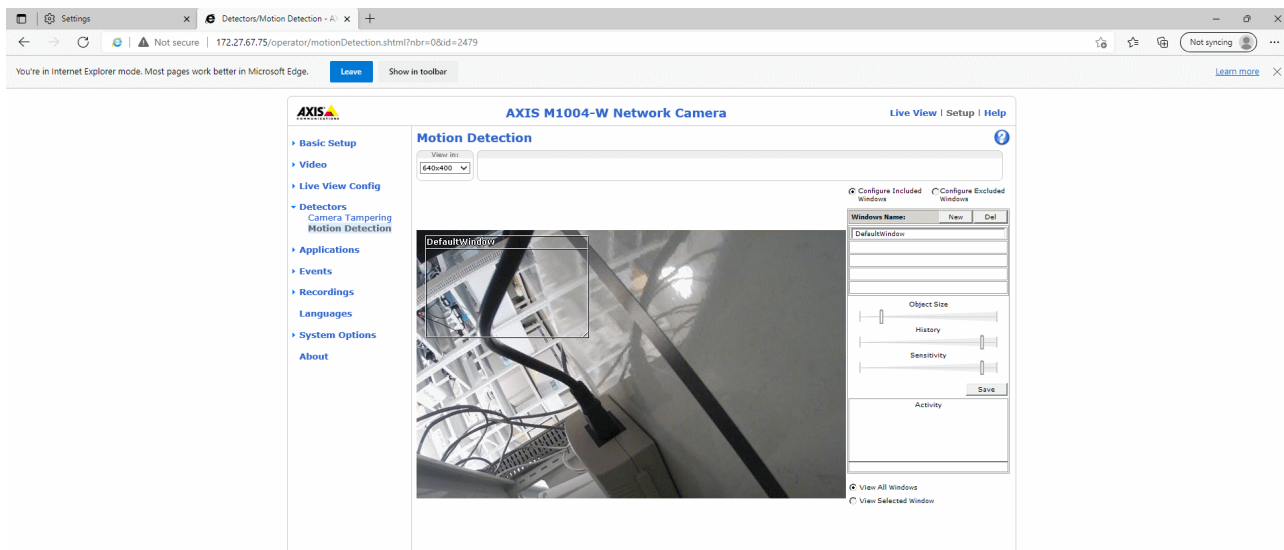 Settings
Detectors/Motion Detection - A
Not secure | 172.27.67.75/operator/motionDetection.shtml?nbr=0&id=2479
Not syncing
You're in Internet Explorer mode. Most pages work better in Microsoft Edge.
Leave
Show in toolbar
Learn more
AXIS
COMMUNICATIONS
AXIS M1004-W Network Camera
Live View | Setup | Help
Basic Setup
Video
Live View Config
Detectors
Camera Tampering
Motion Detection
Applications
Events
Recordings
Languages
System Options
About
Motion Detection
View in:
640x400
Configure Included
Windows
Configure Excluded
Windows
Windows Name:
New
Del
DefaultWindow
DefaultWindow
Object Size
History
Sensitivity
Save
Activity
View All Windows
View Selected Window